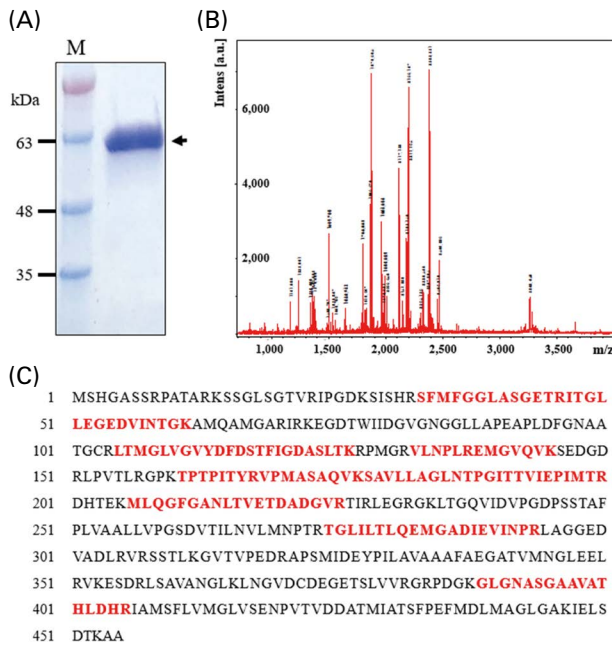 (A)
(B)
M
kDa
63
48
35
Intens [a.u.]
6,000
4,000
2,000
1,000
1,500
2,000
2,500
3,000
3,500
m/z
(C)
1 MSHGASSRPATARKSSGLSGTVRIPGDKSISHRSFMFGGLASGETRITGL
51 LEGEDVINTGKAMQAMGARIRKEGDTWIIDGVGNGGLLAPEAPLDFGNAA
101 TGCRLTMGLVGVYDFDSTFIGDASLTKRPMGRVLNPLREMGVQVKSEDGD
151 RLPVTLRGPKTPTPITYRVPMASAQVKSAVLLAGLNTPGITTVIEPIMTR
201 DHTEKMLQGFGANLTVETDADGVRTIRLEGRGKLTGQVIDVPGDPSSTAF
251 PLVAALLVPGSDVTILNVLMNPTRTGLILTLQEMGADIEVINPRLAGGED
301 VADLRVRSSTLKGVTVPEDRAPSMIDEYPILAVAAAFAEGATVMNGLEEL
351 RVKESDRLSAVANGLKLNGVDCDEGETSLVVRGRPDGKGLGNASGAAVAT
401 HLDHRIAMSFLVMGLVSENPVTVDDATMIATSFPEFMDLMAGLGAKIELS
451 DTKAA